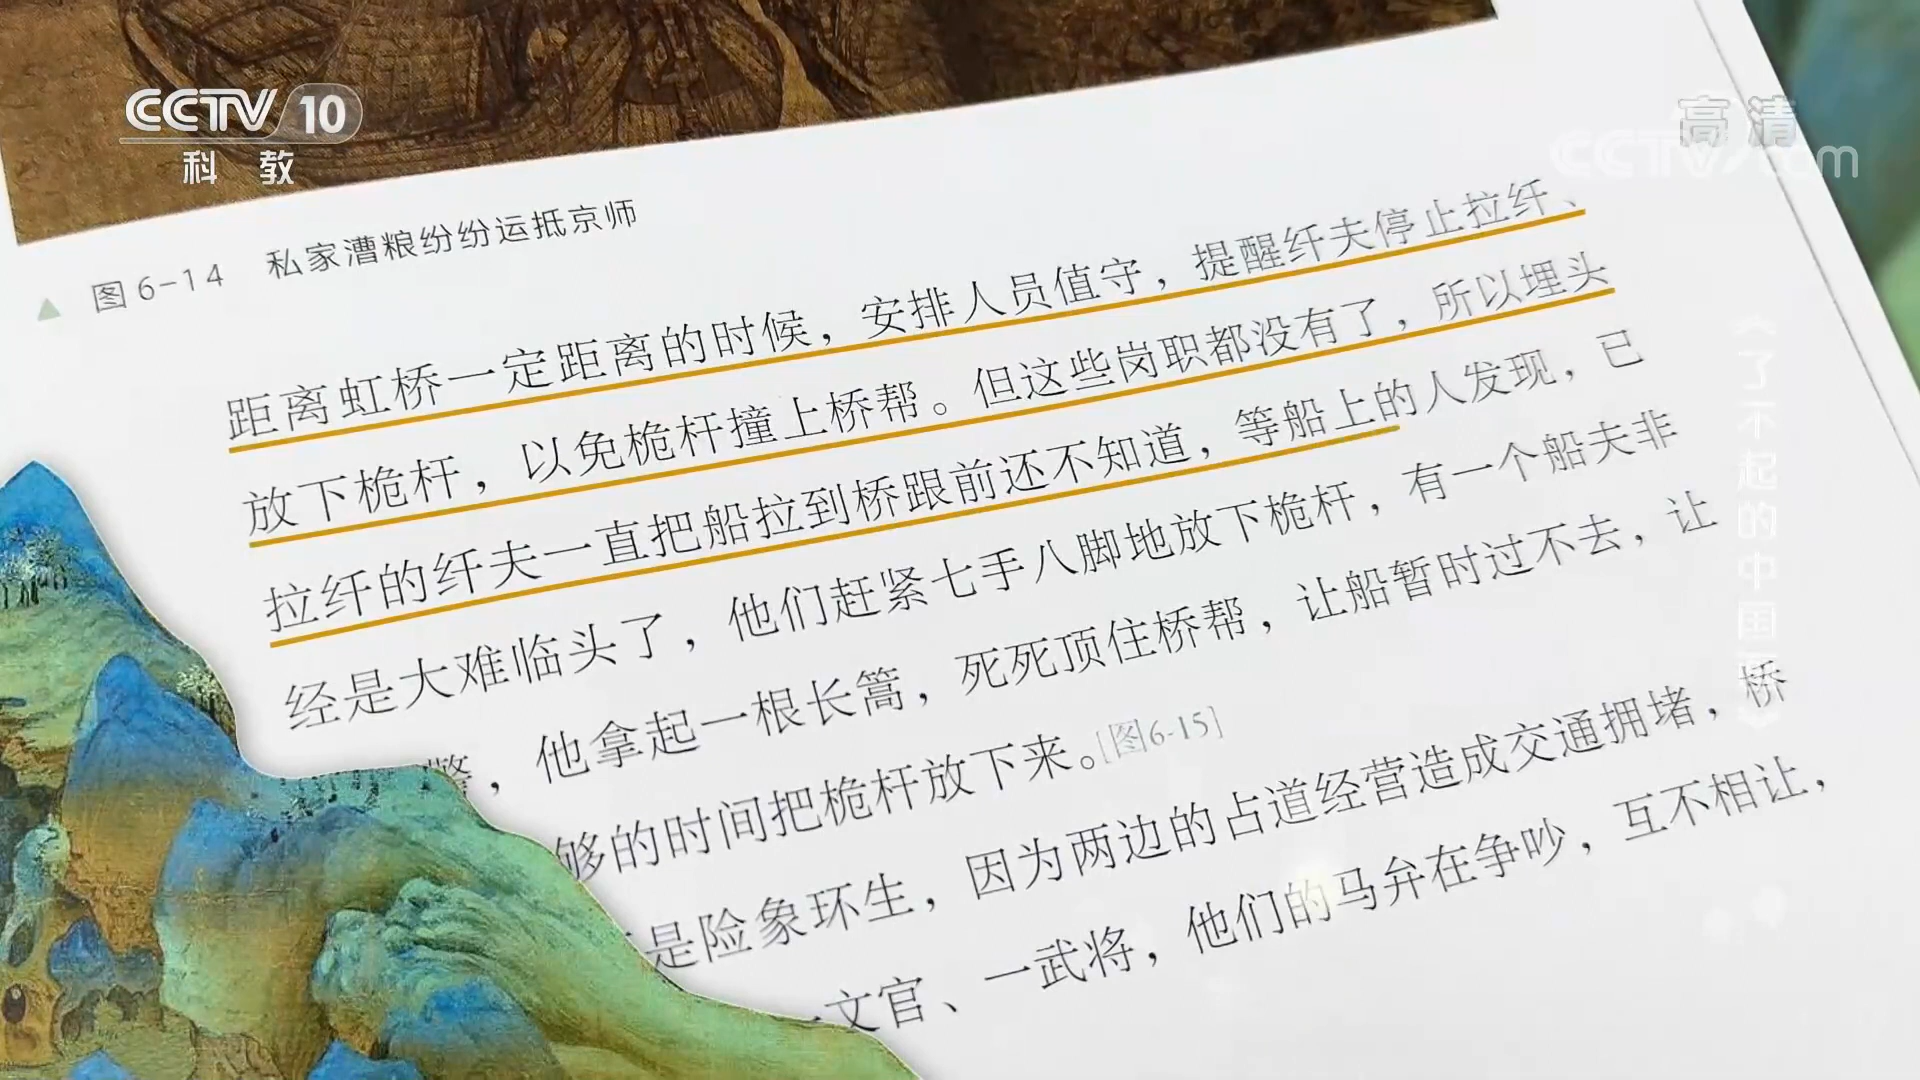 CCTV 10
科教
高清
CCTV.com
▲ 图6-14 私家漕粮纷纷运抵京师
距离虹桥一定距离的时候，安排人员值守，提醒纤夫停止拉纤、
放下桅杆，以免桅杆撞上桥帮。但这些岗职都没有了，所以埋头
拉纤的纤夫一直把船拉到桥跟前还不知道，等船上的人发现，已
经是大难临头了，他们赶紧七手八脚地放下桅杆，有一个船夫非
，他拿起一根长篙，死死顶住桥帮，让船暂时过不去，让
够的时间把桅杆放下来。[图6-15]
是险象环生，因为两边的占道经营造成交通拥堵，桥
一文官、一武将，他们的马弁在争吵，互不相让，
《了不起的中国画》